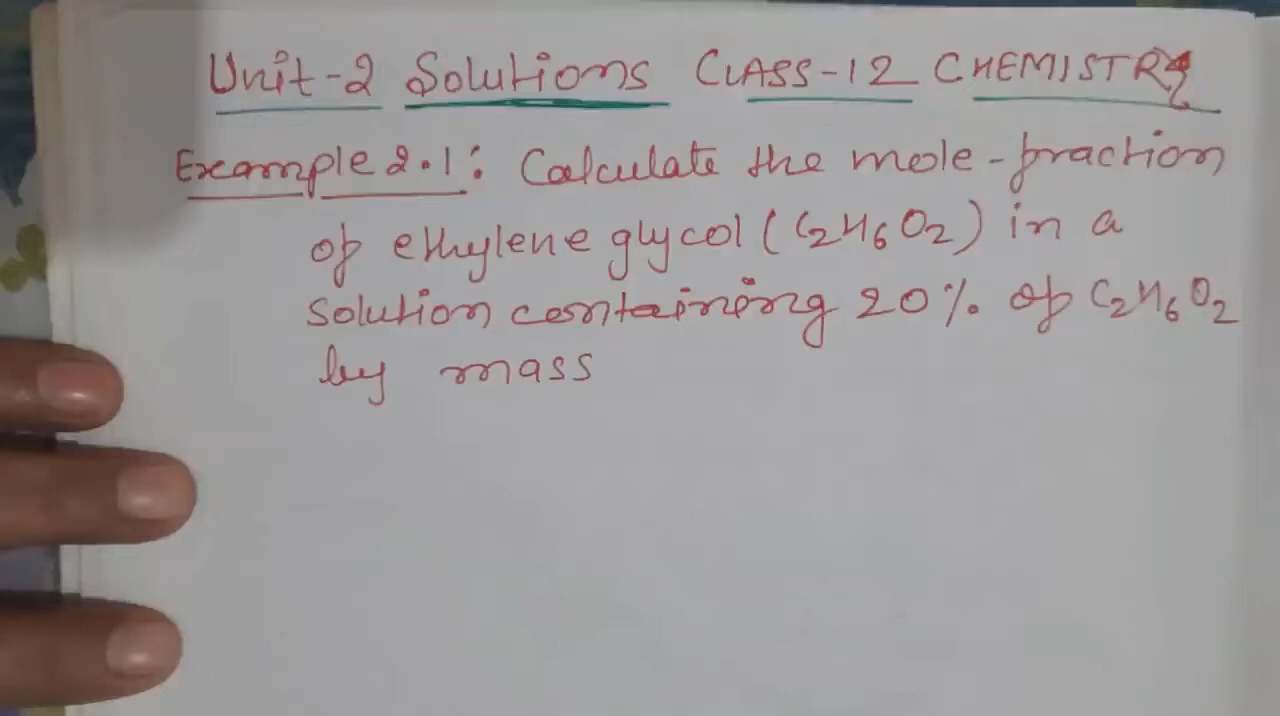 Unit-2 Solutions CLASS-12 CHEMISTRY
Example 2.1: Calculate the mole-fraction
of ethylene glycol (C2H6O2) in a
solution containing 20% of C2H6O2
by mass